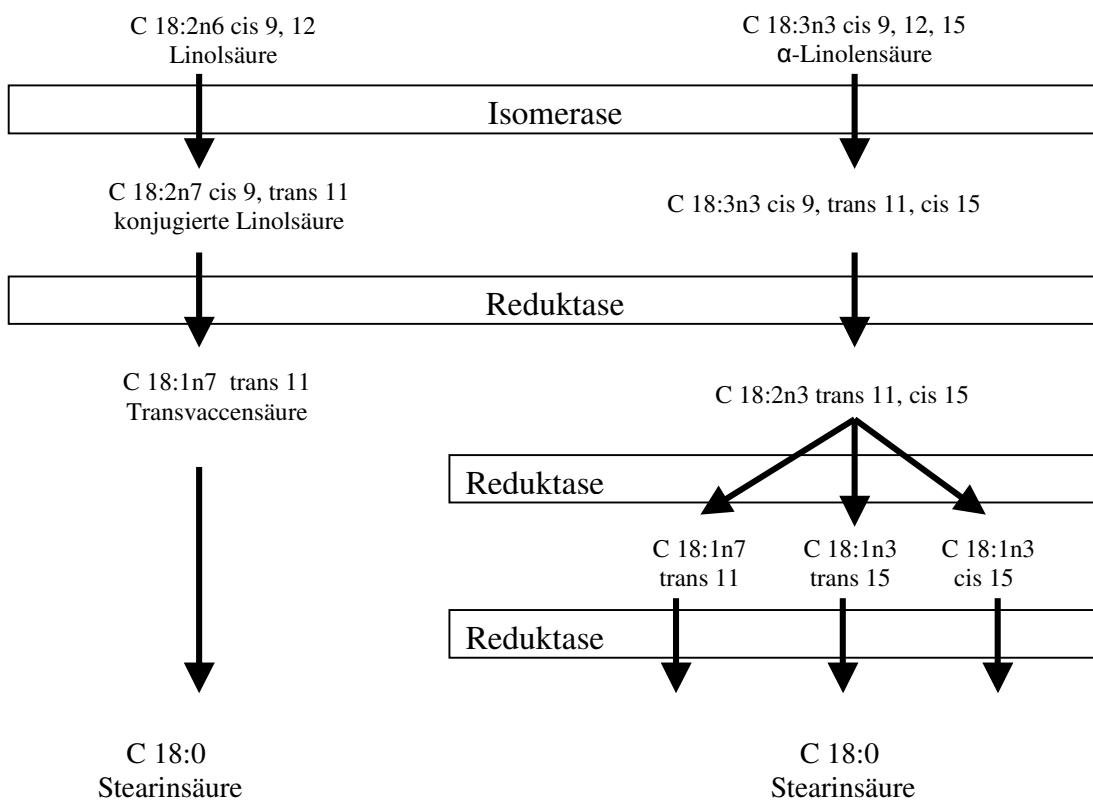 C 18:2n6 cis 9, 12
Linolsäure
C 18:3n3 cis 9, 12, 15
α-Linolensäure
Isomerase
C 18:2n7 cis 9, trans 11
konjugierte Linolsäure
C 18:3n3 cis 9, trans 11, cis 15
Reduktase
C 18:1n7 trans 11
Transvaccensäure
C 18:2n3 trans 11, cis 15
Reduktase
C 18:1n7
trans 11
C 18:1n3
trans 15
C 18:1n3
cis 15
Reduktase
C 18:0
Stearinsäure
C 18:0
Stearinsäure